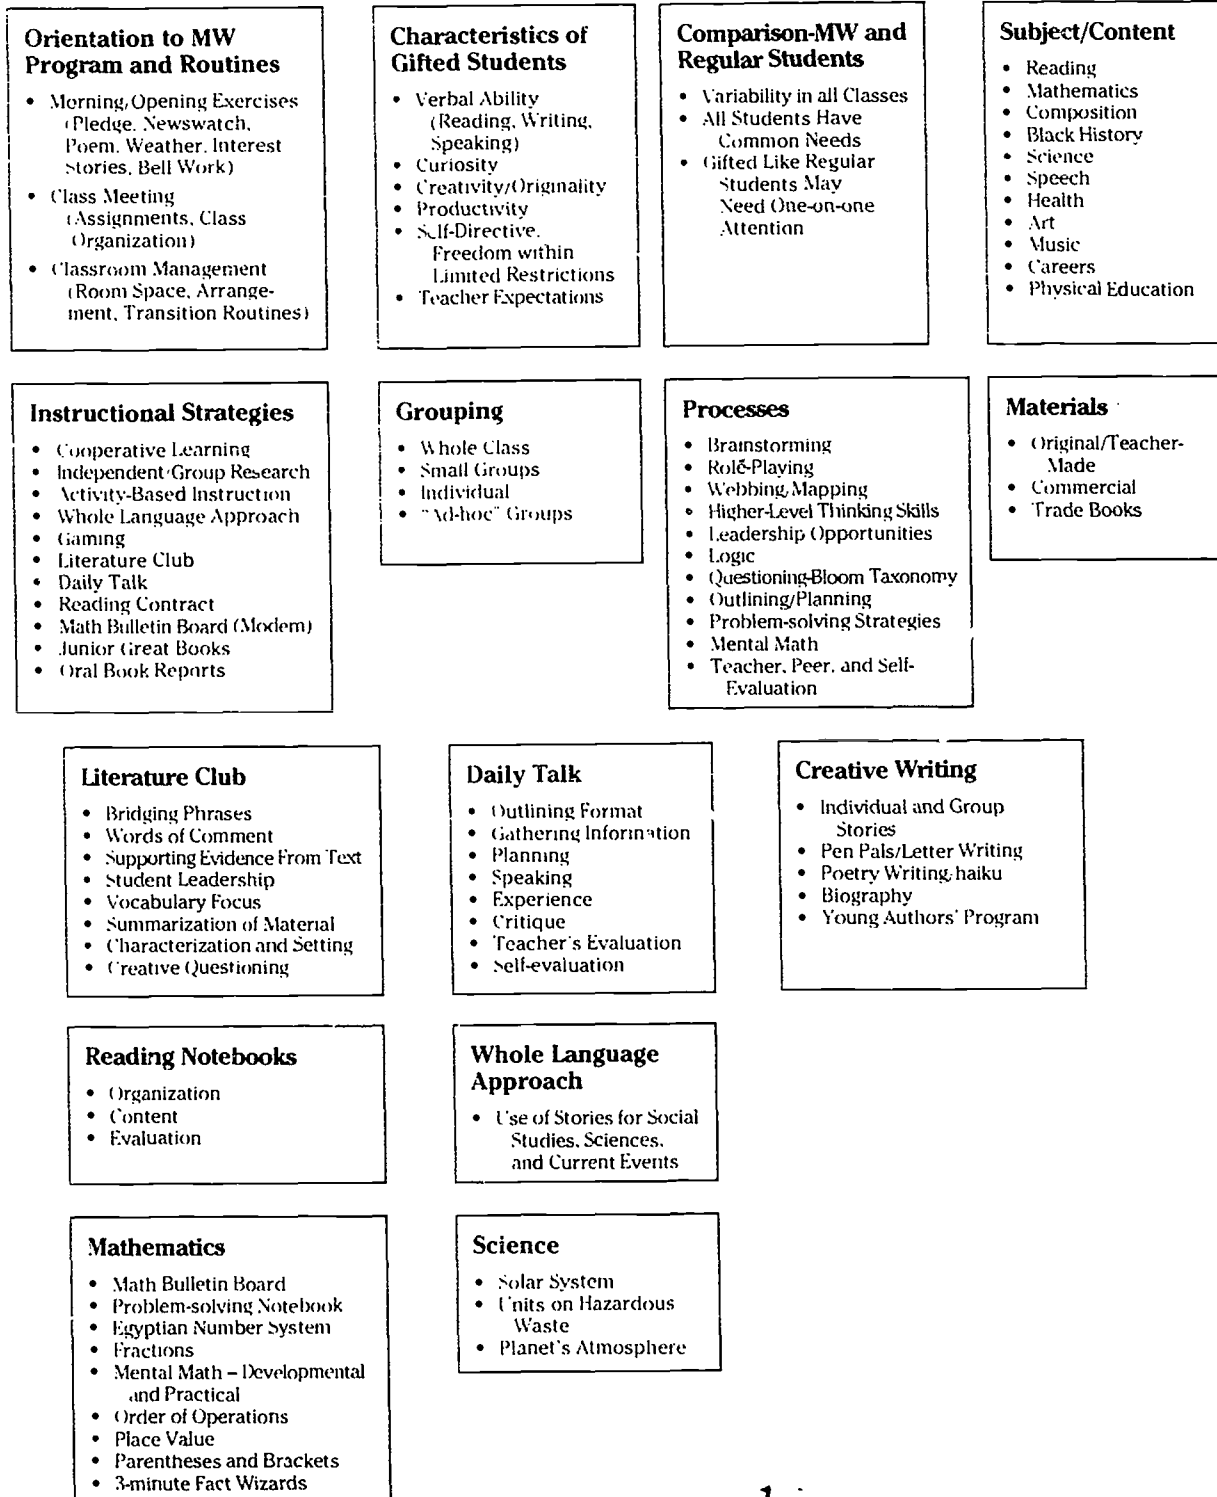 Orientation to MW
Program and Routines
• Morning/Opening Exercises
(Pledge, Newswatch,
Poem, Weather, Interest
Stories, Bell Work)
• Class Meeting
(Assignments, Class
Organization)
• Classroom Management
(Room Space, Arrange-
ment, Transition Routines)
Characteristics of
Gifted Students
• Verbal Ability
(Reading, Writing,
Speaking)
• Curiosity
• Creativity/Originality
• Productivity
• Self-Directive,
Freedom within
Limited Restrictions
• Teacher Expectations
Comparison-MW and
Regular Students
• Variability in all Classes
• All Students Have
Common Needs
• Gifted Like Regular
Students May
Need One-on-one
Attention
Subject/Content
• Reading
• Mathematics
• Composition
• Black History
• Science
• Speech
• Health
• Art
• Music
• Careers
• Physical Education
Instructional Strategies
• Cooperative Learning
• Independent/Group Research
• Activity-Based Instruction
• Whole Language Approach
• Gaming
• Literature Club
• Daily Talk
• Reading Contract
• Math Bulletin Board (Modem)
• Junior Great Books
• Oral Book Reports
Grouping
• Whole Class
• Small Groups
• Individual
• "Ad-hoc" Groups
Processes
• Brainstorming
• Role-Playing
• Webbing/Mapping
• Higher-Level Thinking Skills
• Leadership Opportunities
• Logic
• Questioning-Bloom Taxonomy
• Outlining/Planning
• Problem-solving Strategies
• Mental Math
• Teacher, Peer, and Self-
Evaluation
Materials
• Original/Teacher-
Made
• Commercial
• Trade Books
Literature Club
• Bridging Phrases
• Words of Comment
• Supporting Evidence From Text
• Student Leadership
• Vocabulary Focus
• Summarization of Material
• Characterization and Setting
• Creative Questioning
Daily Talk
• Outlining Format
• Gathering Information
• Planning
• Speaking
• Experience
• Critique
• Teacher's Evaluation
• Self-evaluation
Creative Writing
• Individual and Group
Stories
• Pen Pals/Letter Writing
• Poetry Writing/haiku
• Biography
• Young Authors' Program
Reading Notebooks
• Organization
• Content
• Evaluation
Whole Language
Approach
• Use of Stories for Social
Studies, Sciences,
and Current Events
Mathematics
• Math Bulletin Board
• Problem-solving Notebook
• Egyptian Number System
• Fractions
• Mental Math – Developmental
and Practical
• Order of Operations
• Place Value
• Parentheses and Brackets
• 3-minute Fact Wizards
Science
• Solar System
• Units on Hazardous
Waste
• Planet's Atmosphere